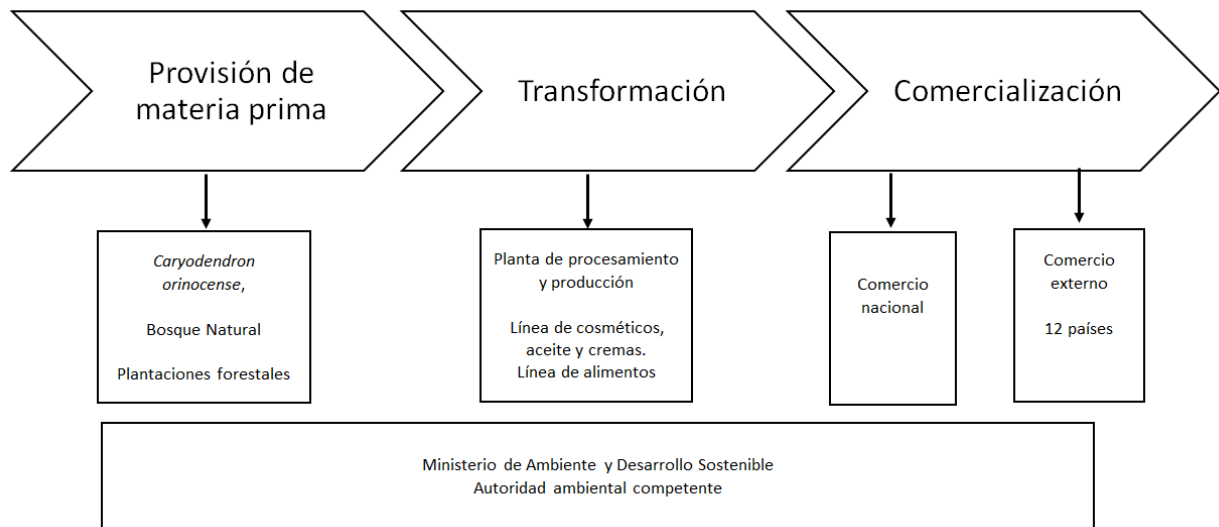 Provisión de
materia prima
Transformación
Comercialización
Caryodendron
orinocense,
Bosque Natural
Plantaciones forestales
Planta de procesamiento
y producción
Línea de cosméticos,
aceite y cremas.
Línea de alimentos
Comercio
nacional
Comercio
externo
12 países
Ministerio de Ambiente y Desarrollo Sostenible
Autoridad ambiental competente